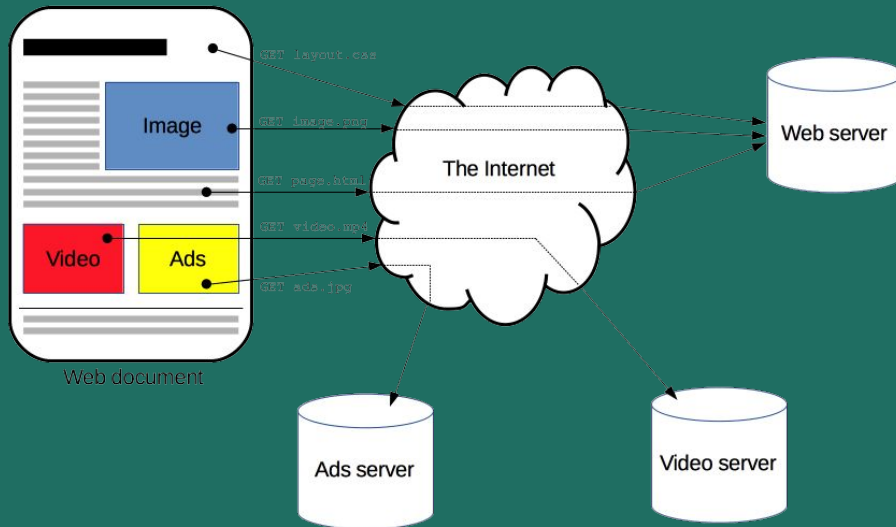 GET layout.css
Image
GET image.png
The Internet
Web server
GET page.html
GET video.mp4
Video
Ads
GET ads.jpg
Web document
Ads server
Video server